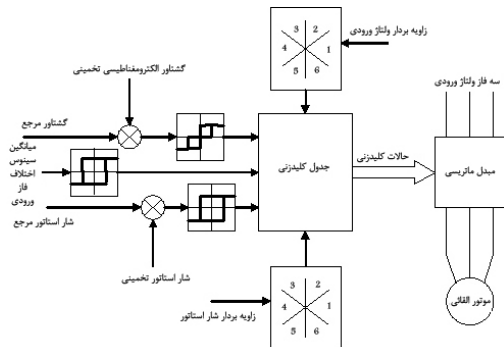 3 2
4 1
5 6
زاویه بردار ولتاژ ورودی
گشتاور الکترومغناطیسی تخمینی
سه فاز ولتاژ ورودی
گشتاور مرجع
میانگین
سینوس
اختلاف
فاز
ورودی
جدول کلیدزنی
حالات کلیدزنی
مبدل ماتریسی
شار استاتور مرجع
شار استاتور تخمینی
3 2
4 1
5 6
زاویه بردار شار استاتور
موتور القائی